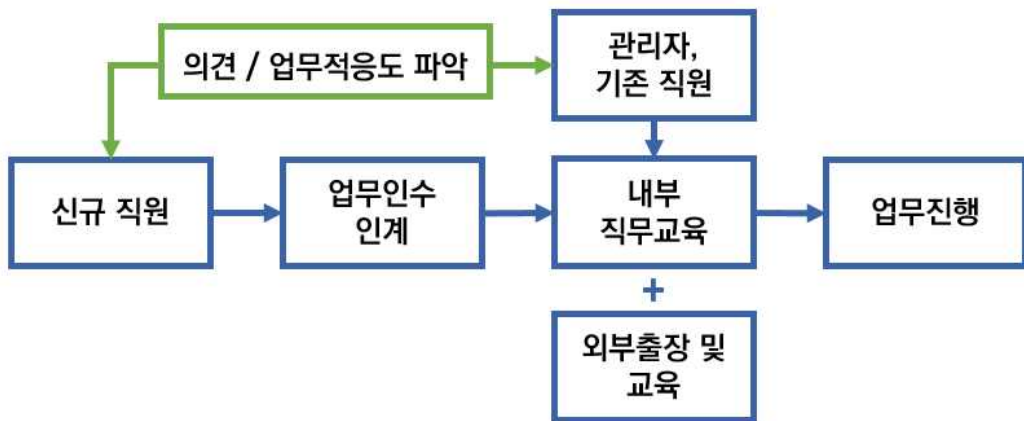 의견 / 업무적응도 파악
관리자,
기존 직원
신규 직원
업무인수
인계
내부
직무교육
업무진행
+
외부출장 및
교육